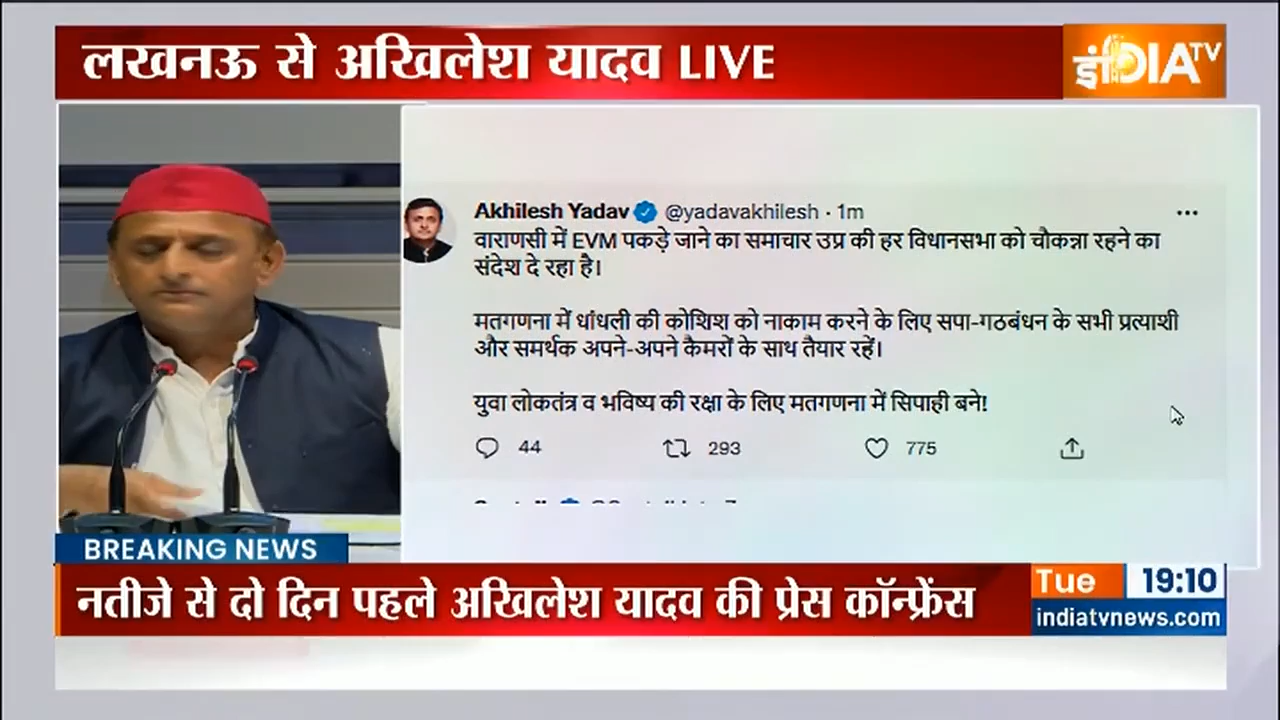 लखनऊ से अखिलेश यादव LIVE
इंDIA TV
Akhilesh Yadav @yadavakhilesh · 1m
वाराणसी में EVM पकड़े जाने का समाचार उप्र की हर विधानसभा को चौकन्ना रहने का
संदेश दे रहा है।
मतगणना में धांधली की कोशिश को नाकाम करने के लिए सपा-गठबंधन के सभी प्रत्याशी
और समर्थक अपने-अपने कैमरों के साथ तैयार रहें।
युवा लोकतंत्र व भविष्य की रक्षा के लिए मतगणना में सिपाही बने!
44 293 775
BREAKING NEWS
नतीजे से दो दिन पहले अखिलेश यादव की प्रेस कॉन्फ्रेंस
Tue 19:10
indiatvnews.com